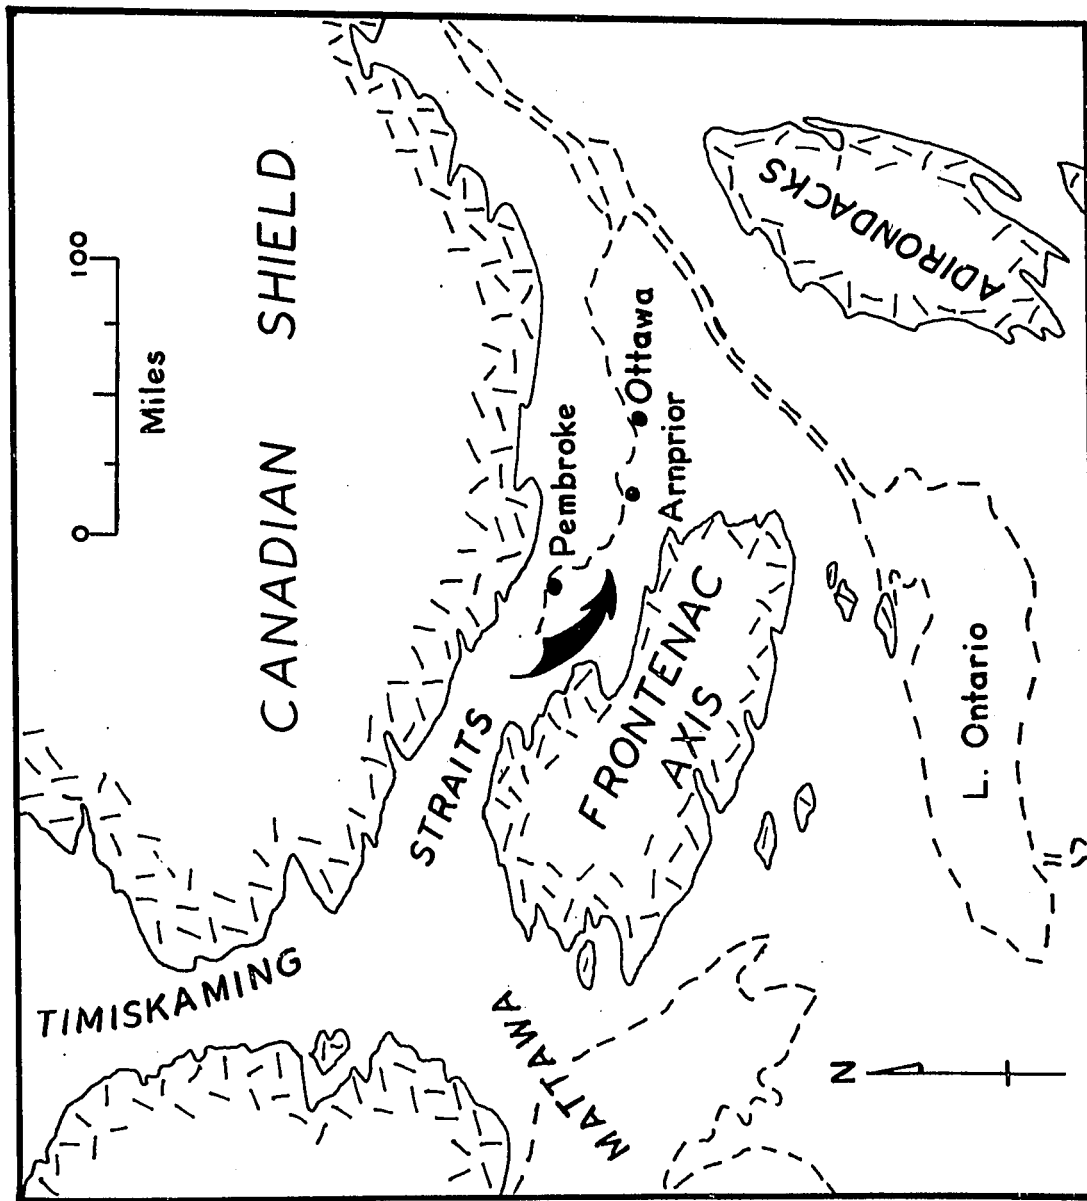 CANADIAN SHIELD
0 100
Miles
TIMISKAMING
STRAITS
MATTAWA
Pembroke
Ottawa
Arnprior
FRONTENAC
AXIS
ADIRONDACKS
L. Ontario
N